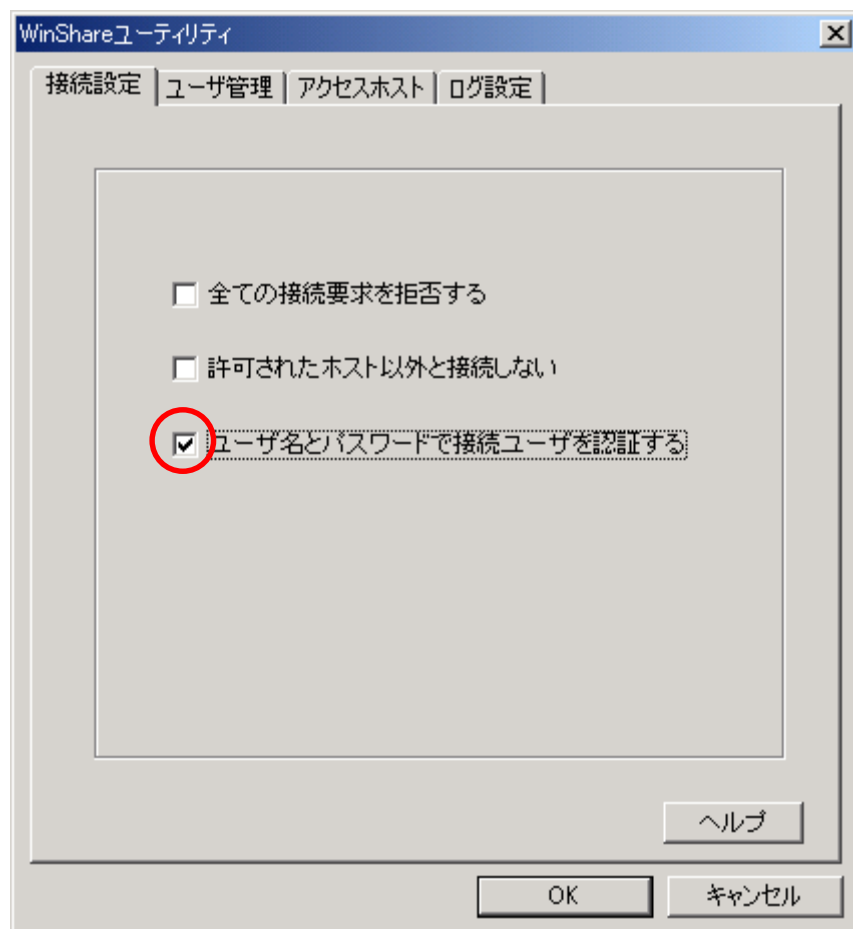 WinShareユーティリティ
接続設定 ユーザ管理 アクセスホスト ログ設定
全ての接続要求を拒否する
許可されたホスト以外と接続しない
ユーザ名とパスワードで接続ユーザを認証する
ヘルプ
OK キャンセル